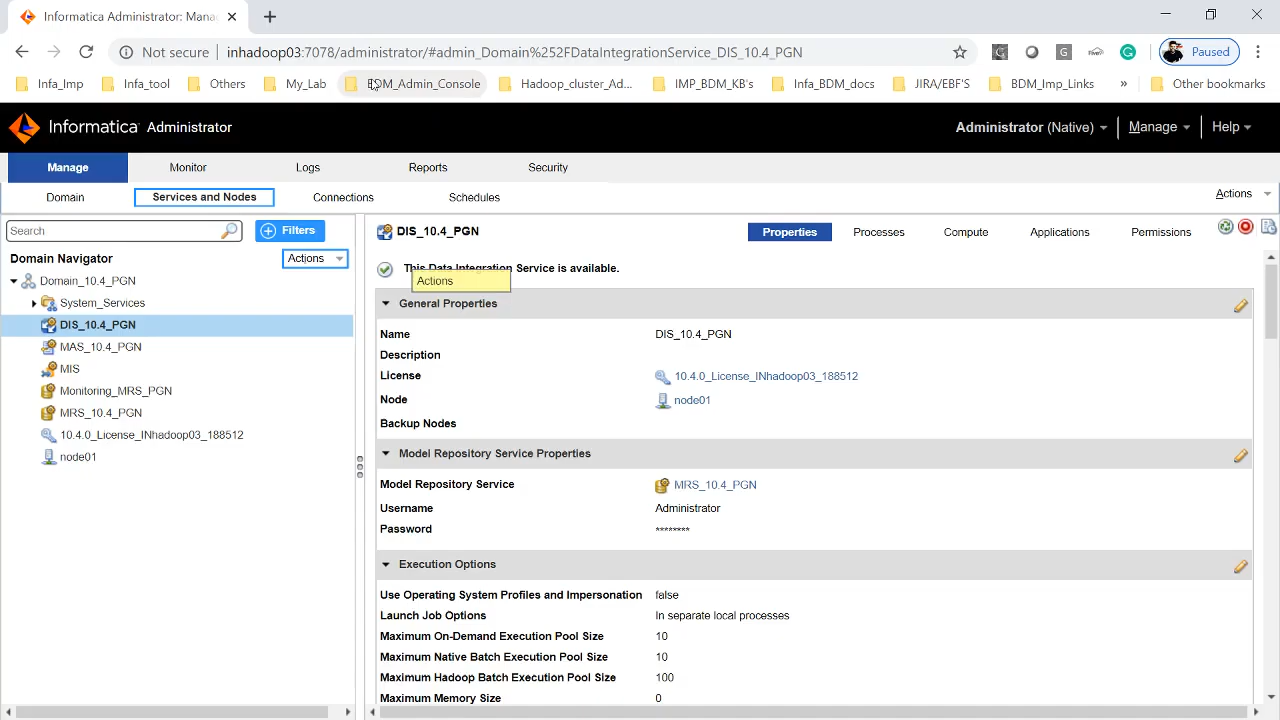 Informatica Administrator: Mana
Not secure inhadoop03:7078/administrator/#admin_Domain%252FDataIntegrationService_DIS_10.4_PGN Paused
Infa_Imp Infa_tool Others My_Lab BDM_Admin_Console Hadoop_cluster_Ad... IMP_BDM_KB's Infa_BDM_docs JIRA/EBF'S BDM_Imp_Links » Other bookmarks
Informatica Administrator Administrator (Native) Manage Help
Manage Monitor Logs Reports Security
Domain Services and Nodes Connections Schedules Actions
Search Filters
Domain Navigator Actions
Domain_10.4_PGN
System_Services
DIS_10.4_PGN
MAS_10.4_PGN
MIS
Monitoring_MRS_PGN
MRS_10.4_PGN
10.4.0_License_INhadoop03_188512
node01
DIS_10.4_PGN Properties Processes Compute Applications Permissions
This Data Integration Service is available.
Actions
General Properties
Name DIS_10.4_PGN
Description
License 10.4.0_License_INhadoop03_188512
Node node01
Backup Nodes
Model Repository Service Properties
Model Repository Service MRS_10.4_PGN
Username Administrator
Password ********
Execution Options
Use Operating System Profiles and Impersonation false
Launch Job Options In separate local processes
Maximum On-Demand Execution Pool Size 10
Maximum Native Batch Execution Pool Size 10
Maximum Hadoop Batch Execution Pool Size 100
Maximum Memory Size 0